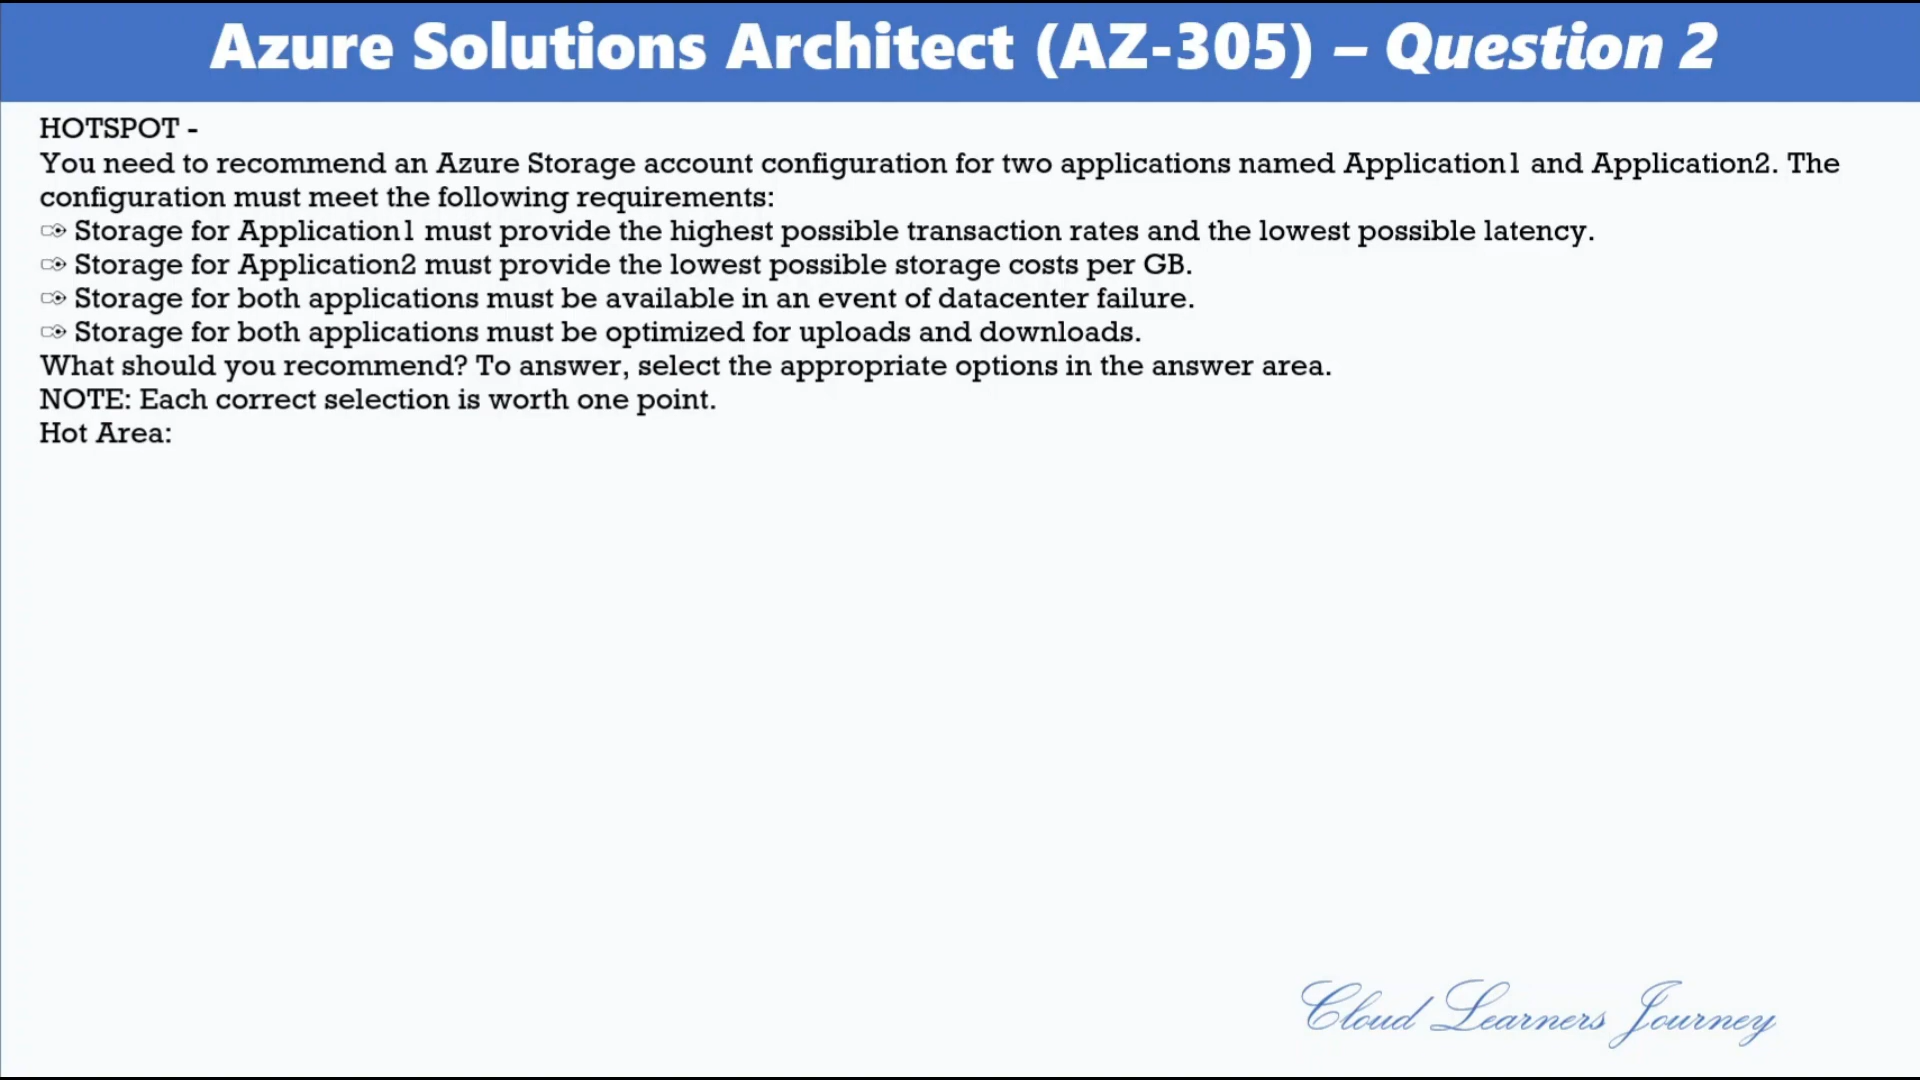 Azure Solutions Architect (AZ-305) – Question 2
HOTSPOT -
You need to recommend an Azure Storage account configuration for two applications named Application1 and Application2. The
configuration must meet the following requirements:
Storage for Application1 must provide the highest possible transaction rates and the lowest possible latency.
Storage for Application2 must provide the lowest possible storage costs per GB.
Storage for both applications must be available in an event of datacenter failure.
Storage for both applications must be optimized for uploads and downloads.
What should you recommend? To answer, select the appropriate options in the answer area.
NOTE: Each correct selection is worth one point.
Hot Area:
Cloud Learners Journey